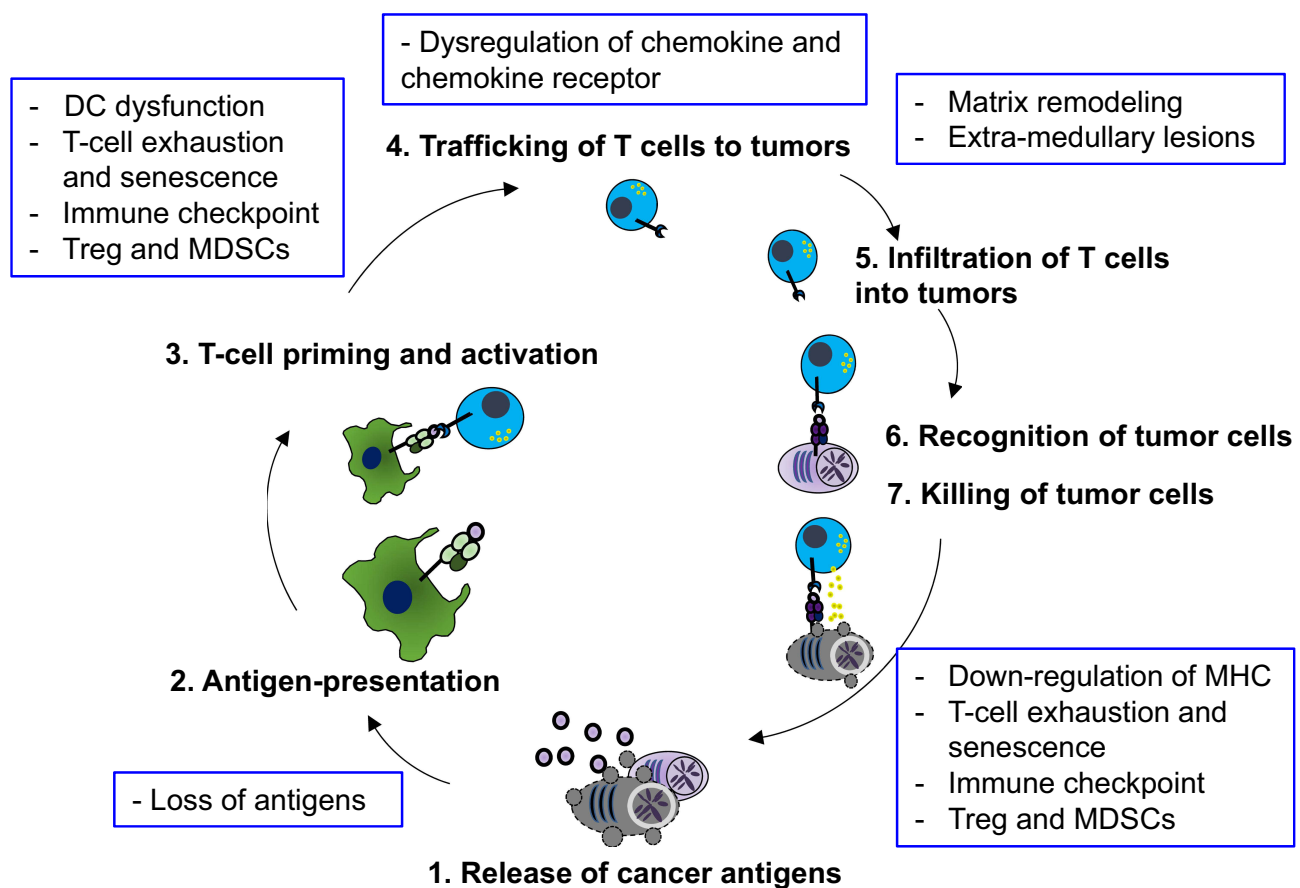 - Dysregulation of chemokine and
chemokine receptor
- DC dysfunction
- T-cell exhaustion
and senescence
- Immune checkpoint
- Treg and MDSCs
- Matrix remodeling
- Extra-medullary lesions
4. Trafficking of T cells to tumors
5. Infiltration of T cells
into tumors
3. T-cell priming and activation
6. Recognition of tumor cells
7. Killing of tumor cells
2. Antigen-presentation
- Down-regulation of MHC
- T-cell exhaustion and
senescence
- Immune checkpoint
- Treg and MDSCs
- Loss of antigens
1. Release of cancer antigens